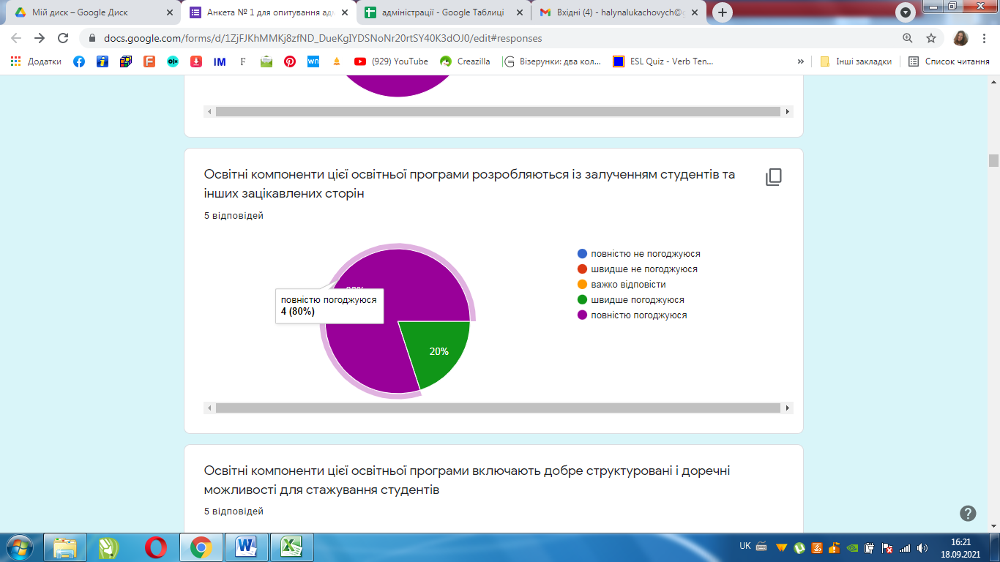 Мій диск – Google Диск
Анкета № 1 для опитування ад
адміністрації - Google Таблиці
Вхідні (4) - halynalukachovych@
docs.google.com/forms/d/1ZjFJKhMMKj8zfND_DueKgIYDSNoNr20rtSY40K3dOJ0/edit#responses
Додатки
IM
F
(929) YouTube
Creazilla
Візерунки: два кол...
ESL Quiz - Verb Ten...
»
Інші закладки
Список читання
Освітні компоненти цієї освітньої програми розробляються із залученням студентів та
інших зацікавлених сторін
5 відповідей
повністю погоджуюся
4 (80%)
20%
повністю не погоджуюся
швидше не погоджуюся
важко відповісти
швидше погоджуюся
повністю погоджуюся
Освітні компоненти цієї освітньої програми включають добре структуровані і доречні
можливості для стажування студентів
5 відповідей
UK
16:21
18.09.2021